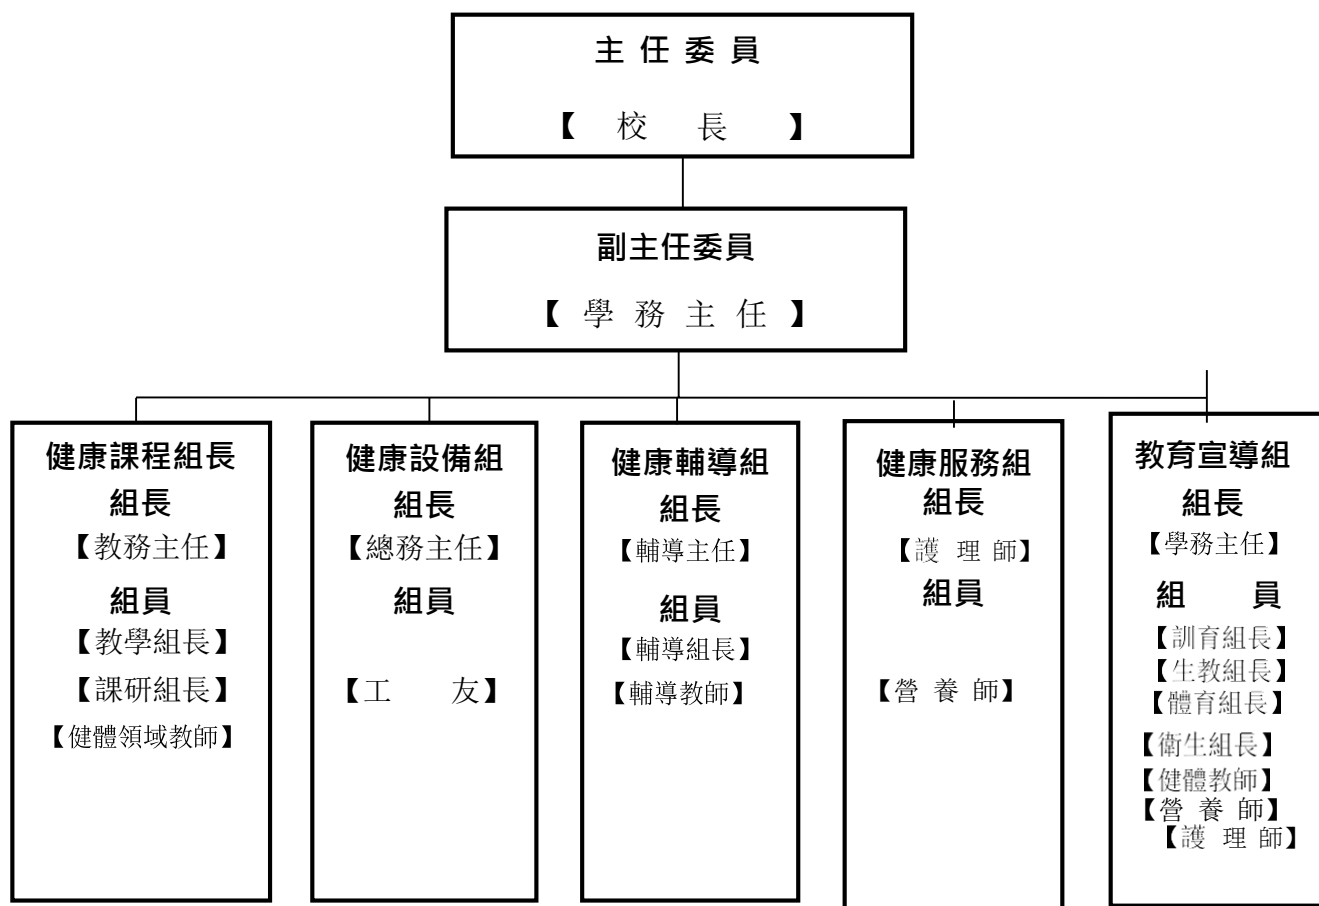 主 任 委 員
【 校 長 】
副主任委員
【 學 務 主 任 】
健康課程組長
組長
【教務主任】
組員
【教學組長】
【課研組長】
【健體領域教師】
健康設備組
組長
【總務主任】
組員
【工 友】
健康輔導組
組長
【輔導主任】
組員
【輔導組長】
【輔導教師】
健康服務組
組長
【護 理 師】
組員
【營 養 師】
教育宣導組
組長
【學務主任】
組 員
【訓育組長】
【生教組長】
【體育組長】
【衛生組長】
【健體教師】
【營 養 師】
【護 理 師】